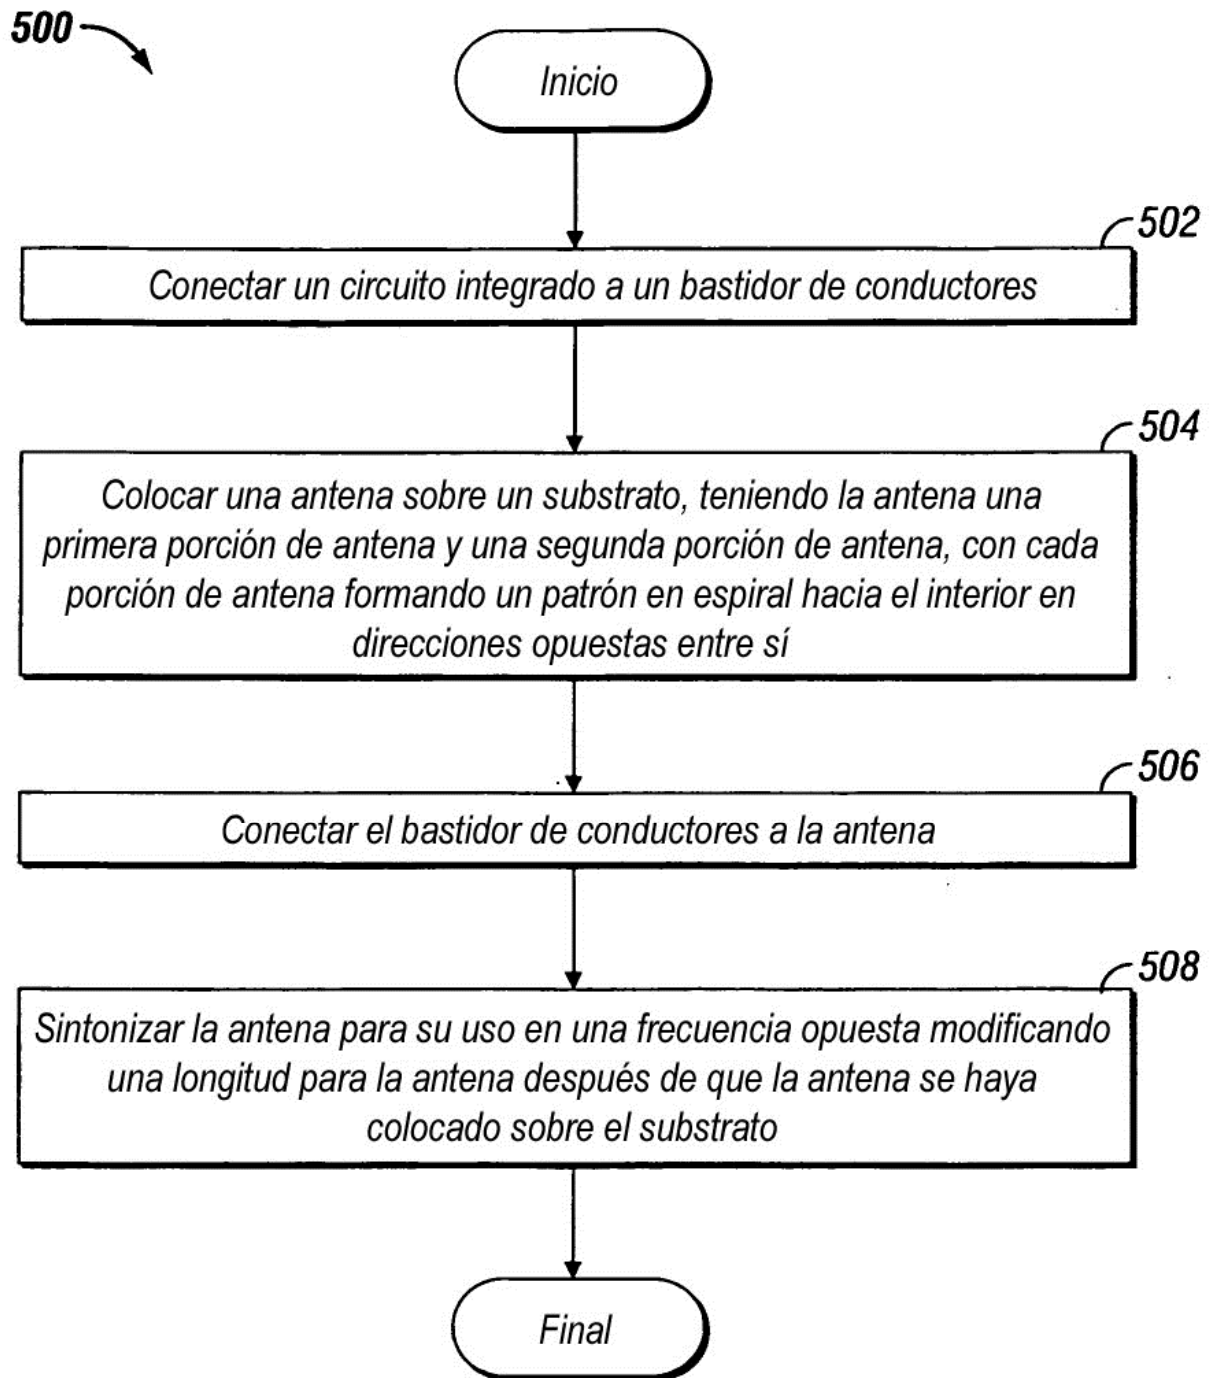 500
Inicio
502
Conectar un circuito integrado a un bastidor de conductores
504
Colocar una antena sobre un substrato, teniendo la antena una
primera porción de antena y una segunda porción de antena, con cada
porción de antena formando un patrón en espiral hacia el interior en
direcciones opuestas entre sí
506
Conectar el bastidor de conductores a la antena
508
Sintonizar la antena para su uso en una frecuencia opuesta modificando
una longitud para la antena después de que la antena se haya
colocado sobre el substrato
Final